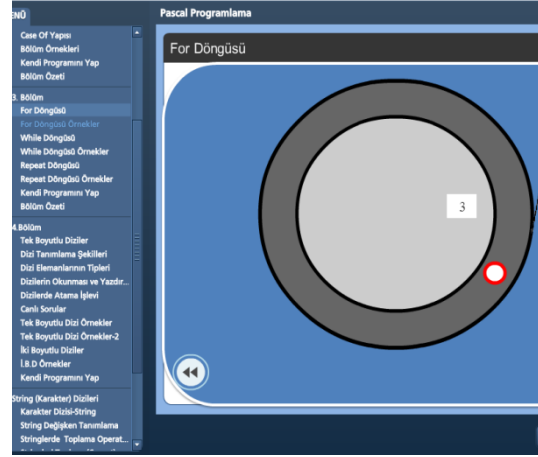 ENÜ
Case Of Yapısı
Bölüm Örnekleri
Kendi Programını Yap
Bölüm Özeti
3. Bölüm
For Döngüsü
For Döngüsü Örnekler
While Döngüsü
While Döngüsü Örnekler
Repeat Döngüsü
Repeat Döngüsü Örnekler
Kendi Programını Yap
Bölüm Özeti
4.Bölüm
Tek Boyutlu Diziler
Dizi Tanımlama Şekilleri
Dizi Elemanlarının Tipleri
Dizilerin Okunması ve Yazdır...
Dizilerde Atama İşlevi
Canlı Sorular
Tek Boyutlu Dizi Örnekler
Tek Boyutlu Dizi Örnekler-2
İki Boyutlu Diziler
İ.B.D Örnekler
Kendi Programını Yap
String (Karakter) Dizileri
Karakter Dizisi-String
String Değişken Tanımlama
Stringlerde Toplama Operat...
Pascal Programlama
For Döngüsü
3